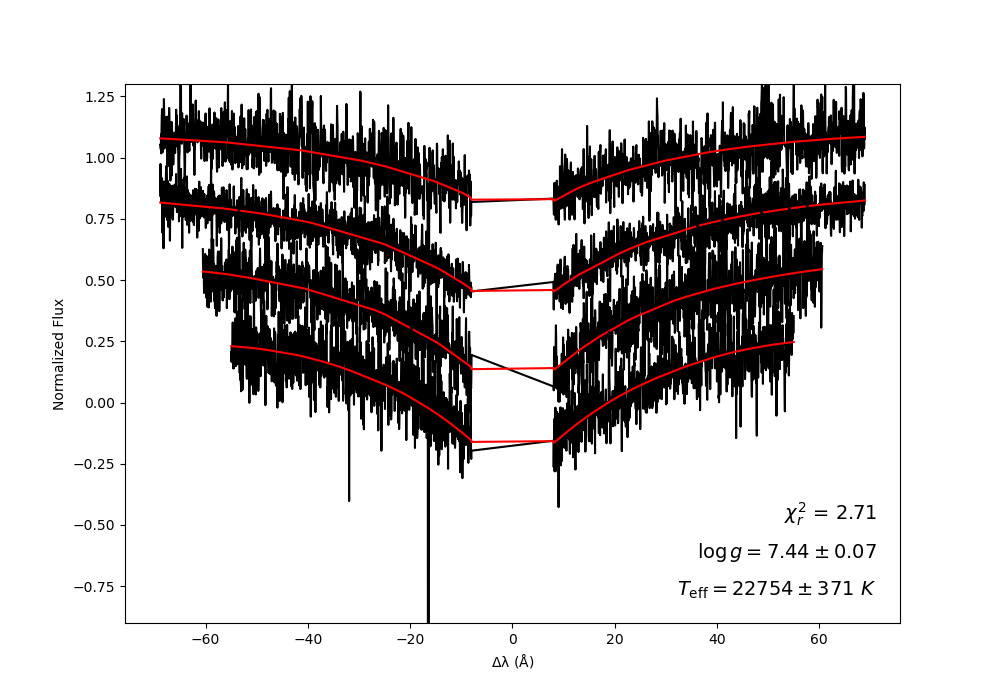 1.25
1.00
0.75
0.50
0.25
0.00
−0.25
−0.50
−0.75
Normalized Flux
χ²ᵣ = 2.71
log g = 7.44 ± 0.07
T_eff = 22754 ± 371 K
−60 −40 −20 0 20 40 60
Δλ (Å)